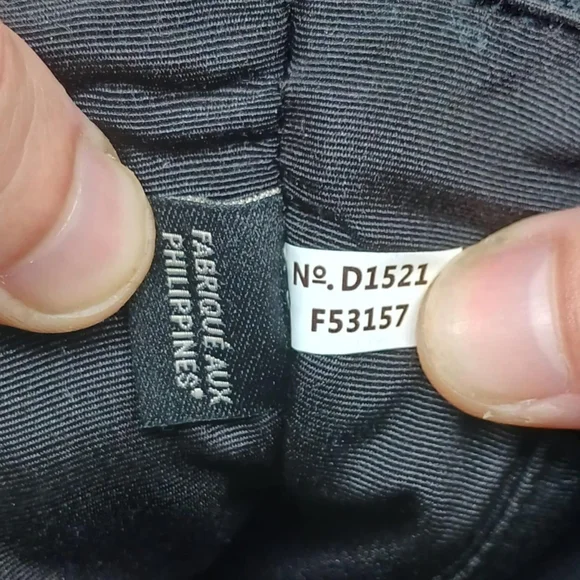 FABRIQUÉ AUX
PHILIPPINES
Nº. D1521
F53157